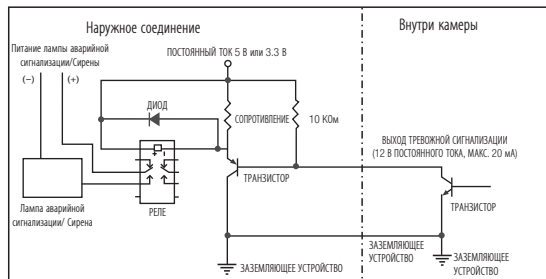 Наружное соединение
Внутри камеры
Питание лампы аварийной
сигнализации/Сирены
(−) (+)
ПОСТОЯННЫЙ ТОК 5 В или 3.3 В
ДИОД
СОПРОТИВЛЕНИЕ
10 КОм
ВЫХОД ТРЕВОЖНОЙ СИГНАЛИЗАЦИИ
(12 В ПОСТОЯННОГО ТОКА, МАКС. 20 мА)
ТРАНЗИСТОР
ТРАНЗИСТОР
Лампа аварийной
сигнализации/ Сирена
РЕЛЕ
ЗАЗЕМЛЯЮЩЕЕ УСТРОЙСТВО
ЗАЗЕМЛЯЮЩЕЕ
УСТРОЙСТВО
ЗАЗЕМЛЯЮЩЕЕ
УСТРОЙСТВО